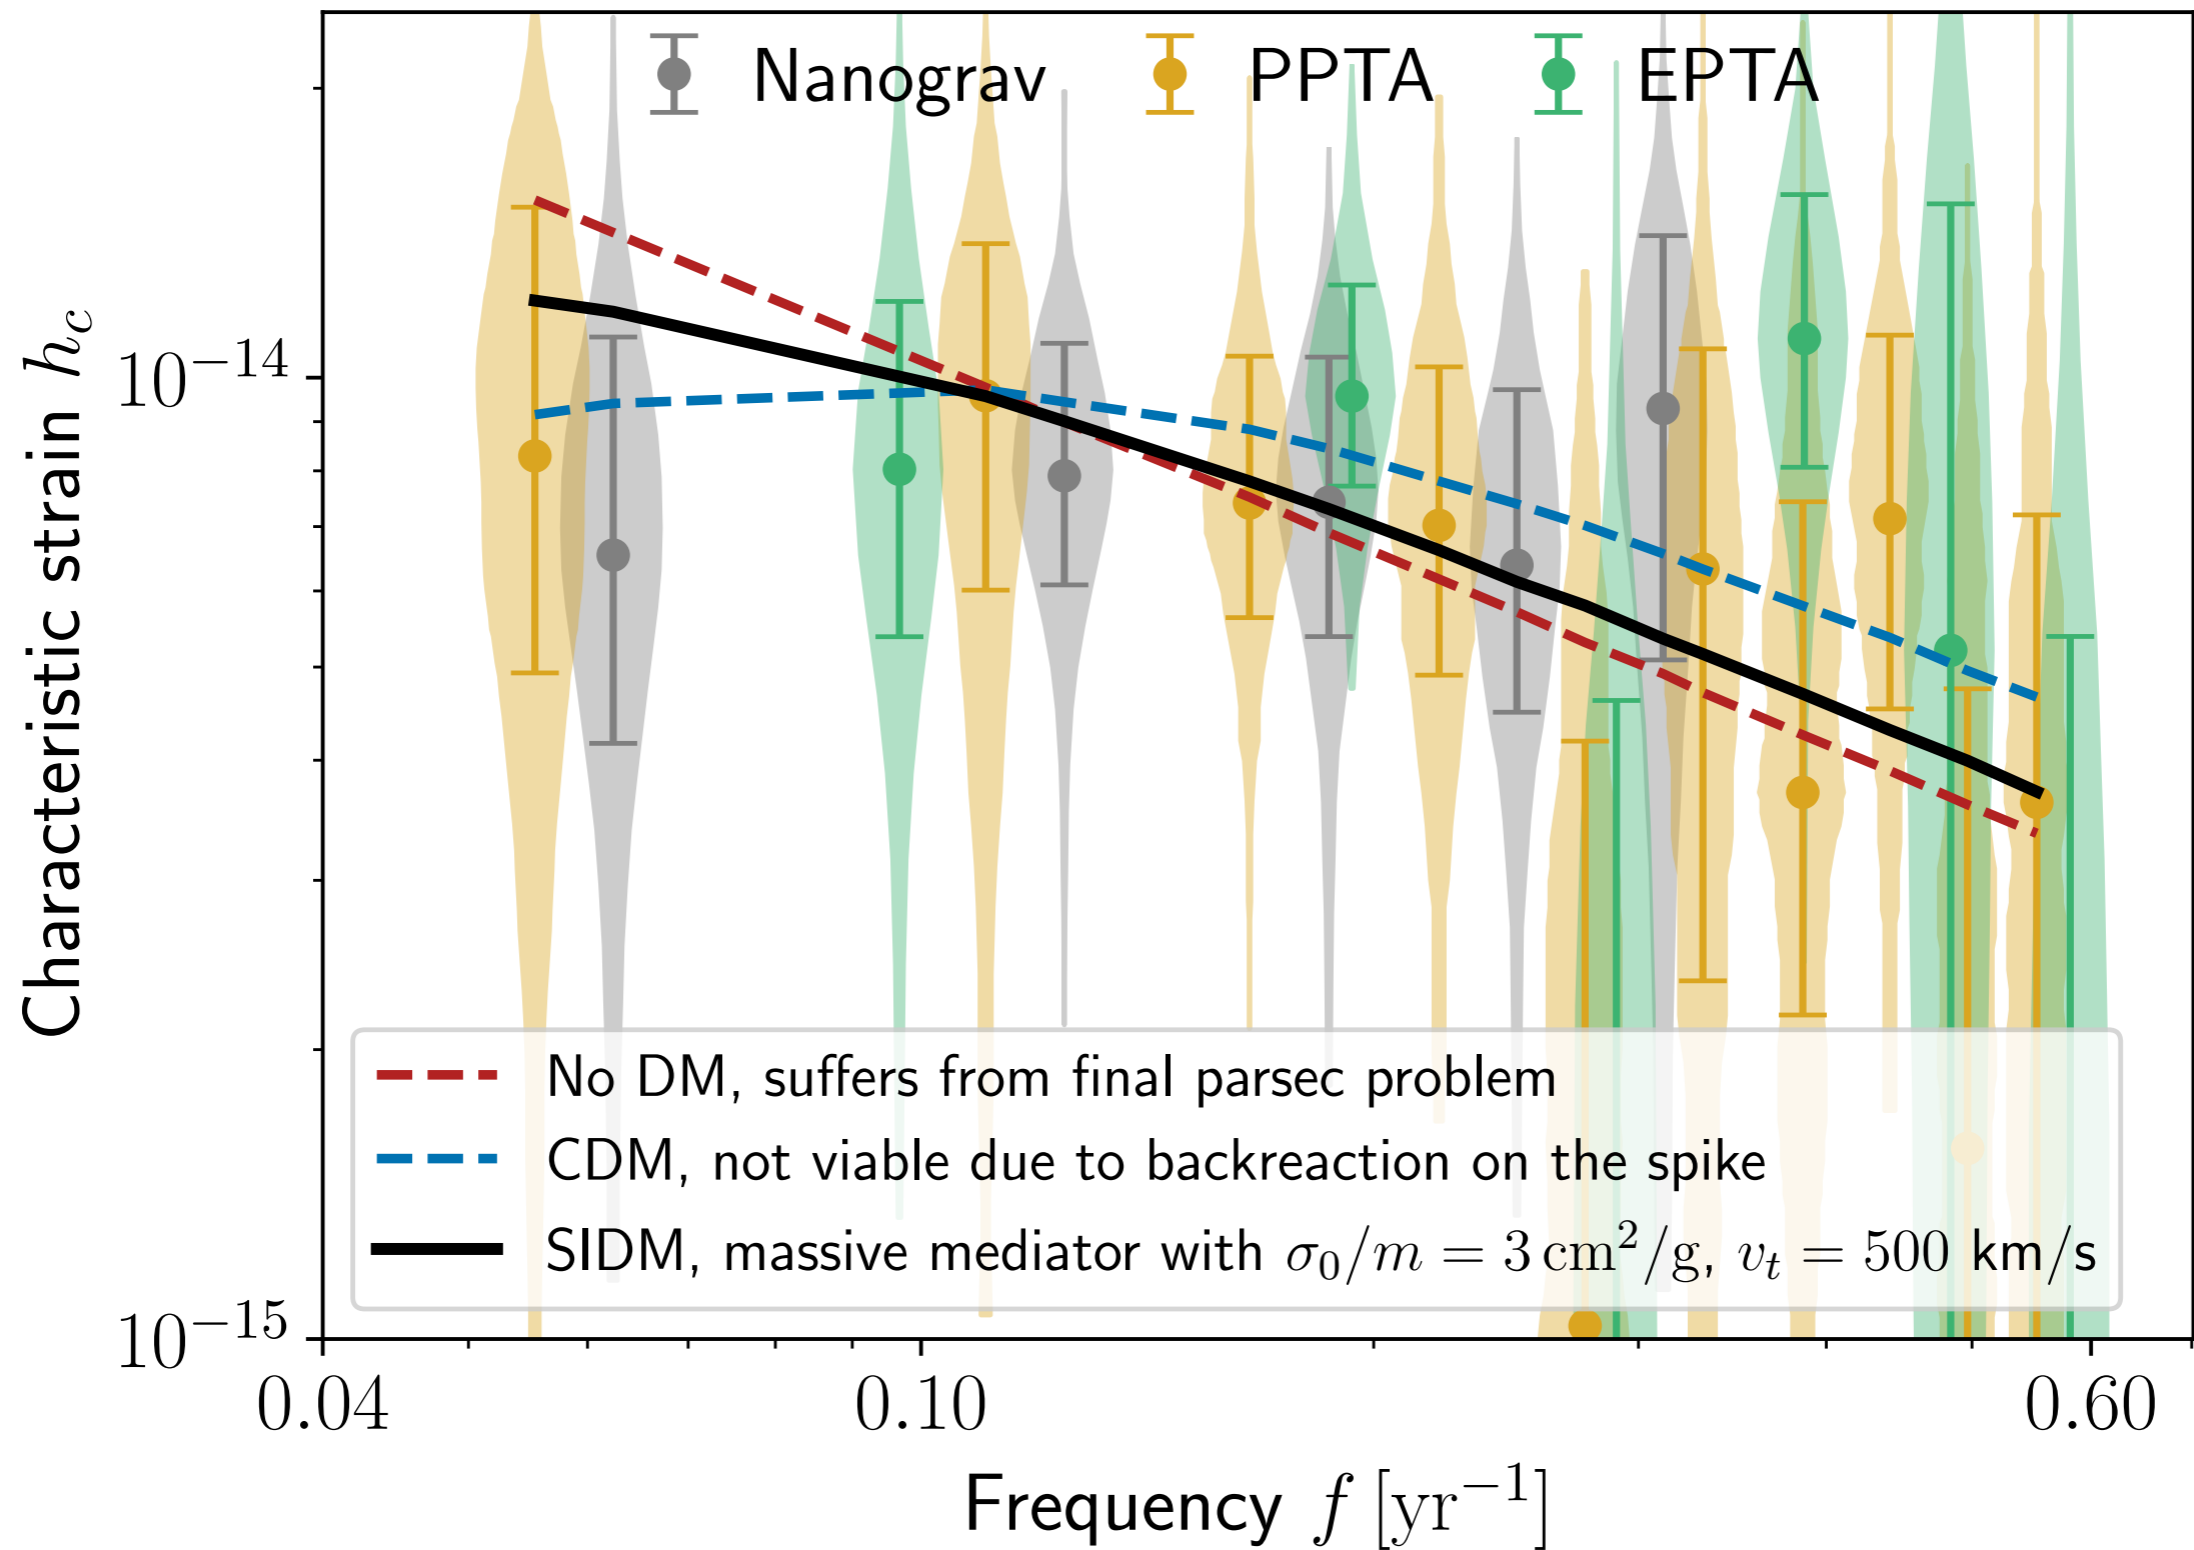 Nanograv PPTA EPTA
Characteristic strain h_c
10^{-14}
No DM, suffers from final parsec problem
CDM, not viable due to backreaction on the spike
SIDM, massive mediator with σ_0/m = 3 cm^2/g, v_t = 500 km/s
10^{-15}
0.04 0.10 0.60
Frequency f [yr^{-1}]